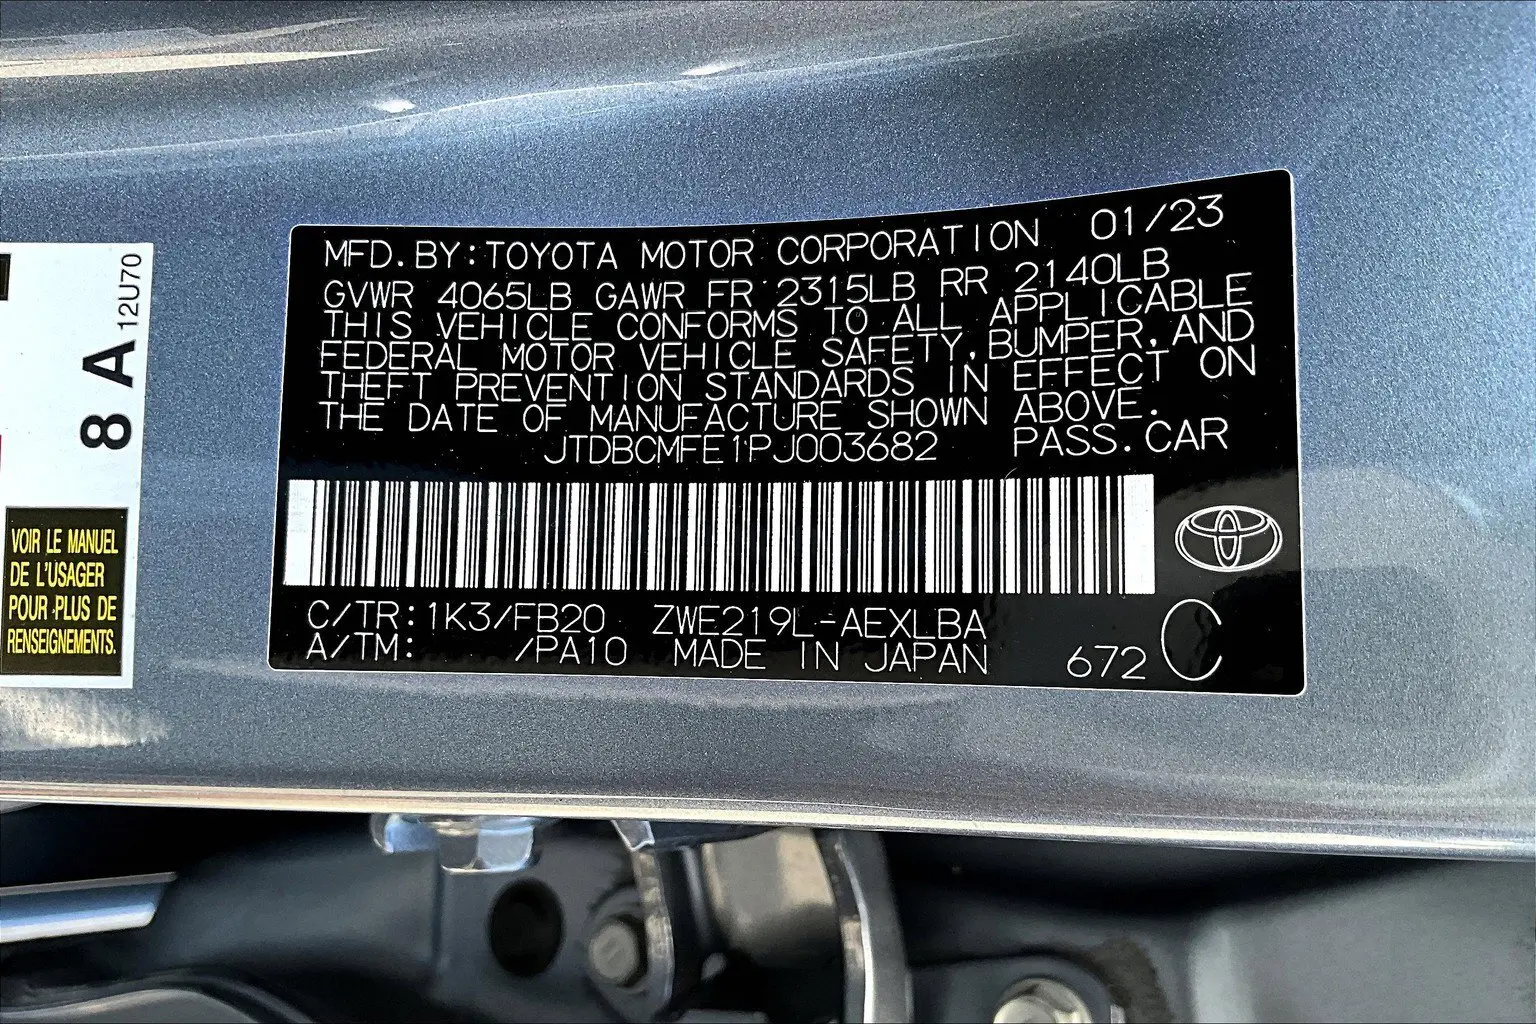 8 A 12U70
VOIR LE MANUEL
DE L'USAGER
POUR PLUS DE
RENSEIGNEMENTS.
MFD. BY: TOYOTA MOTOR CORPORATION 01/23
GVWR 4065LB GAWR FR 2315LB RR 2140LB
THIS VEHICLE CONFORMS TO ALL APPLICABLE
FEDERAL MOTOR VEHICLE SAFETY, BUMPER, AND
THEFT PREVENTION STANDARDS IN EFFECT ON
THE DATE OF MANUFACTURE SHOWN ABOVE.
JTDBCMFE1PJ003682 PASS. CAR
C/TR: 1K3/FB20 ZWE219L-AEXLBA
A/TM: /PA10 MADE IN JAPAN 672 C